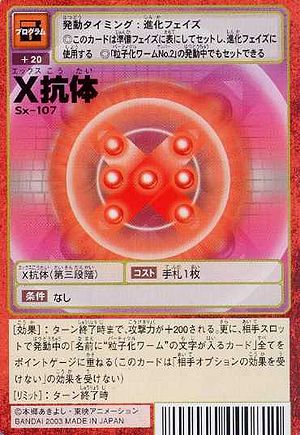 プログラム
発動タイミング：進化フェイズ
◎このカードは準備フェイズに表にしてセットし、進化フェイズに
使用する ◎「粒子化ワームNo.2」の発動中でもセットできる
+20
エックス こう たい
X抗体
Sx-107
X抗体(第三段階)
コスト 手札1枚
条件 なし
[効果]：ターン終了時まで、攻撃力が+200される。更に、相手スロッ
トで発動中の「名前に“粒子化ワーム”の文字が入るカード」全てを
ポイントゲージに重ねる(このカードは「相手オプションの効果を受
けない」の効果を受けない)
[リミット]：ターン終了時
©本郷あきよし・東映アニメーション
BANDAI 2003 MADE IN JAPAN